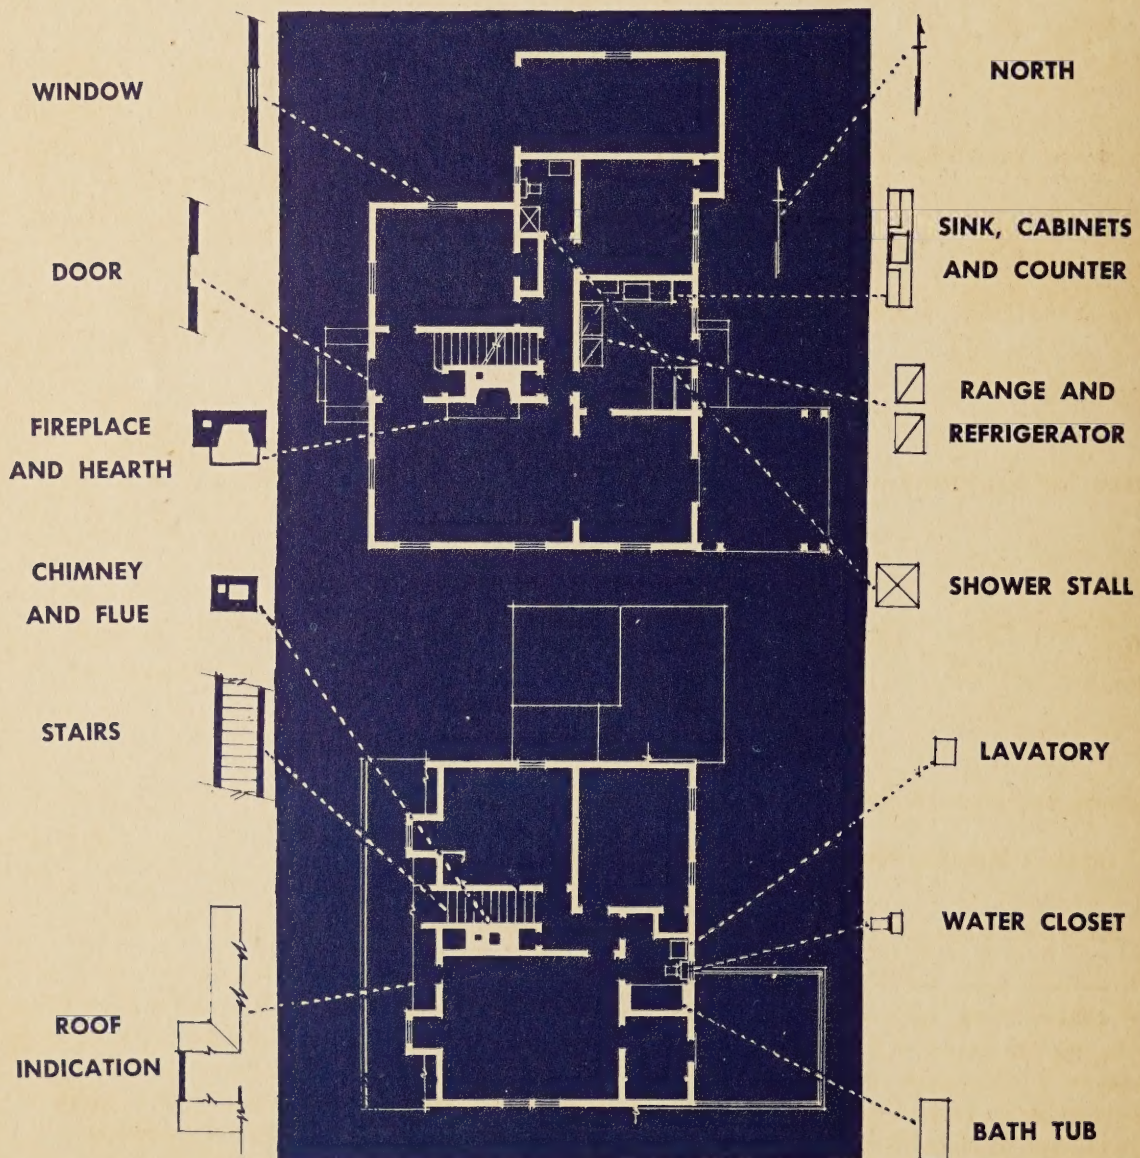 WINDOW
DOOR
FIREPLACE
AND HEARTH
CHIMNEY
AND FLUE
STAIRS
ROOF
INDICATION
NORTH
SINK, CABINETS
AND COUNTER
RANGE AND
REFRIGERATOR
SHOWER STALL
LAVATORY
WATER CLOSET
BATH TUB